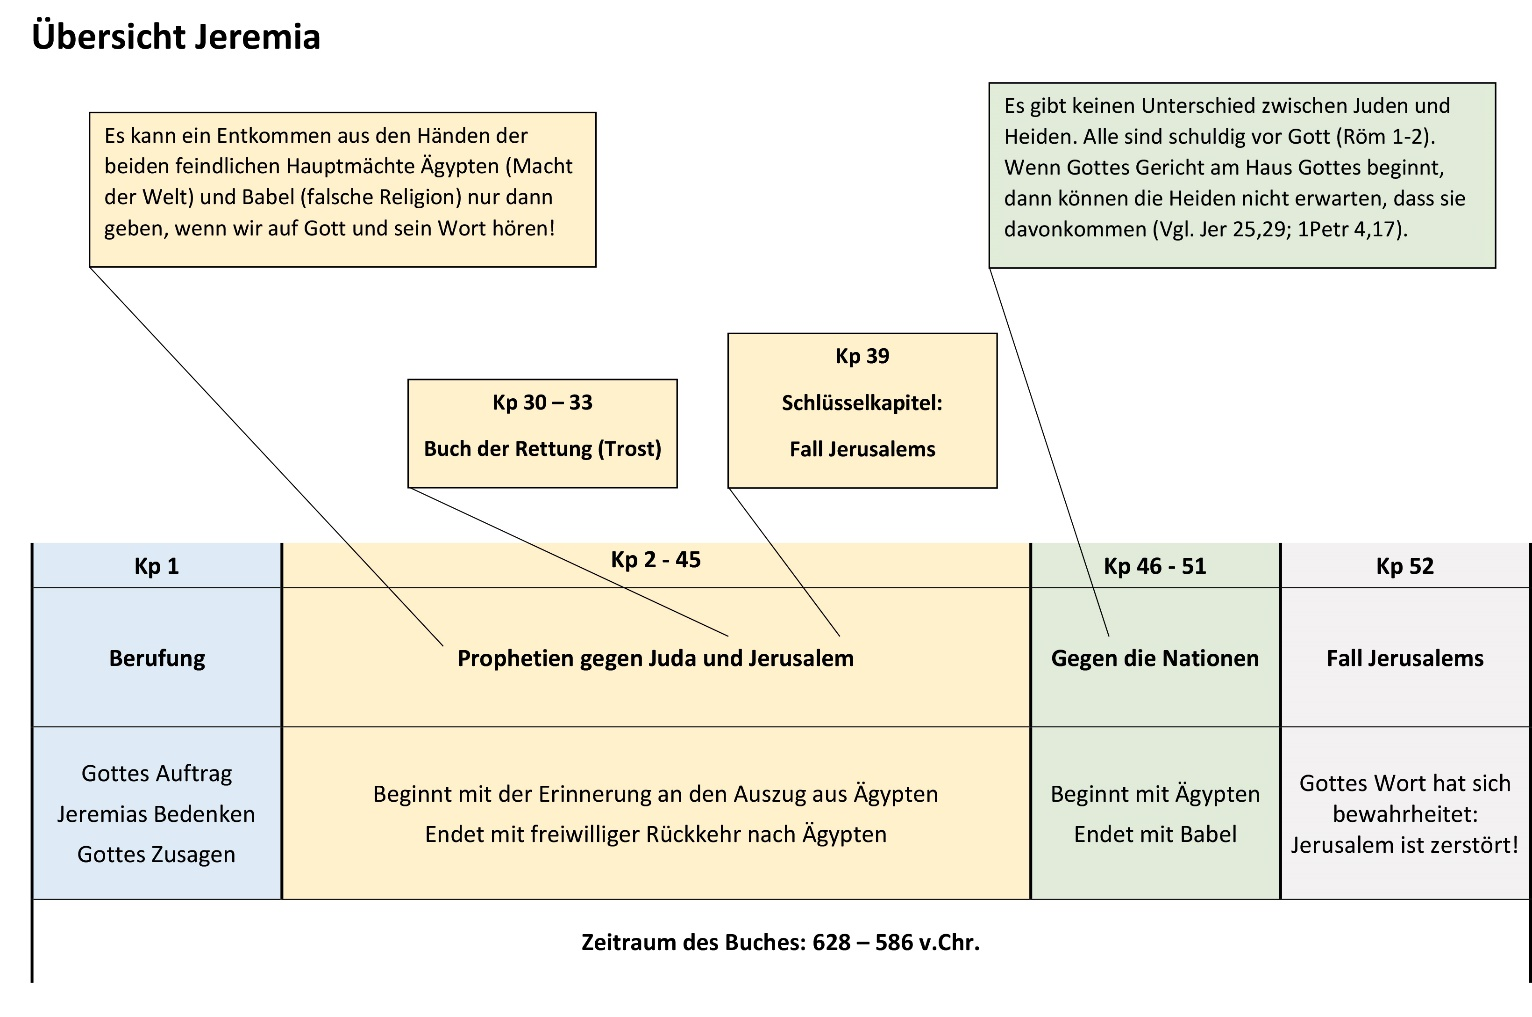 Übersicht Jeremia
Es kann ein Entkommen aus den Händen der
beiden feindlichen Hauptmächte Ägypten (Macht
der Welt) und Babel (falsche Religion) nur dann
geben, wenn wir auf Gott und sein Wort hören!
Es gibt keinen Unterschied zwischen Juden und
Heiden. Alle sind schuldig vor Gott (Röm 1-2).
Wenn Gottes Gericht am Haus Gottes beginnt,
dann können die Heiden nicht erwarten, dass sie
davonkommen (Vgl. Jer 25,29; 1Petr 4,17).
Kp 30 – 33
Buch der Rettung (Trost)
Kp 39
Schlüsselkapitel:
Fall Jerusalems
Kp 1
Kp 2 - 45
Kp 46 - 51
Kp 52
Berufung
Prophetien gegen Juda und Jerusalem
Gegen die Nationen
Fall Jerusalems
Gottes Auftrag
Jeremias Bedenken
Gottes Zusagen
Beginnt mit der Erinnerung an den Auszug aus Ägypten
Endet mit freiwilliger Rückkehr nach Ägypten
Beginnt mit Ägypten
Endet mit Babel
Gottes Wort hat sich
bewahrheitet:
Jerusalem ist zerstört!
Zeitraum des Buches: 628 – 586 v.Chr.